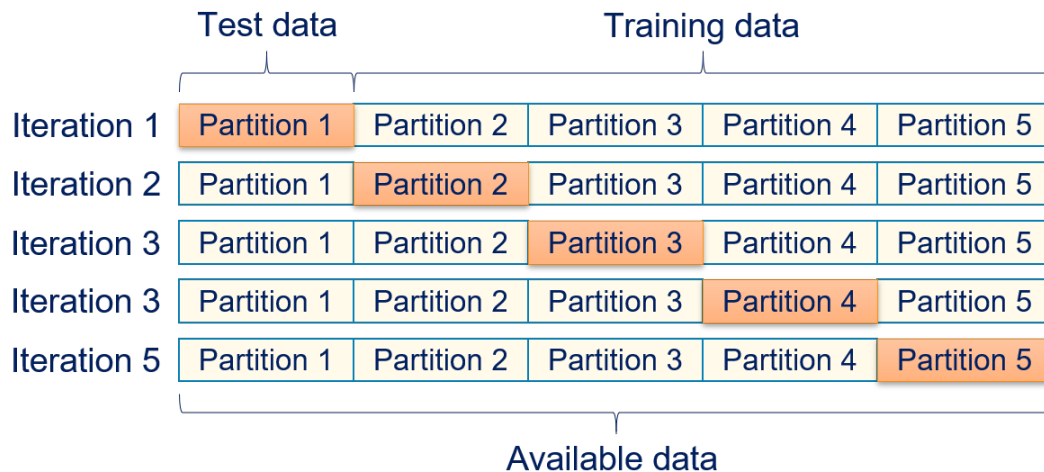 Test data Training data
Iteration 1 Partition 1 Partition 2 Partition 3 Partition 4 Partition 5
Iteration 2 Partition 1 Partition 2 Partition 3 Partition 4 Partition 5
Iteration 3 Partition 1 Partition 2 Partition 3 Partition 4 Partition 5
Iteration 3 Partition 1 Partition 2 Partition 3 Partition 4 Partition 5
Iteration 5 Partition 1 Partition 2 Partition 3 Partition 4 Partition 5
Available data